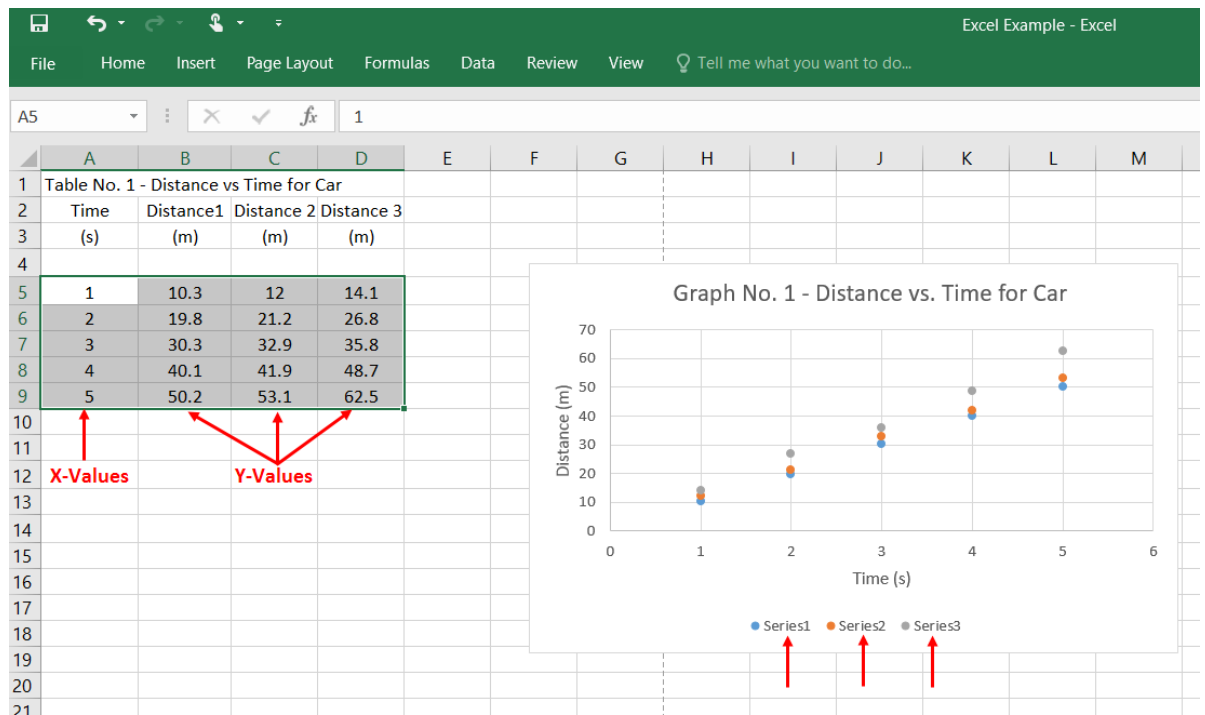 Excel Example - Excel
File Home Insert Page Layout Formulas Data Review View Tell me what you want to do...
A5 fx 1
A B C D E F G H I J K L M
1 Table No. 1 - Distance vs Time for Car
2 Time Distance1 Distance 2 Distance 3
3 (s) (m) (m) (m)
4
5 1 10.3 12 14.1
6 2 19.8 21.2 26.8
7 3 30.3 32.9 35.8
8 4 40.1 41.9 48.7
9 5 50.2 53.1 62.5
10
11
12 X-Values Y-Values
13
14
15
16
17
18
19
20
21
Graph No. 1 - Distance vs. Time for Car
Distance (m)
70
60
50
40
30
20
10
0
0 1 2 3 4 5 6
Time (s)
Series1 Series2 Series3